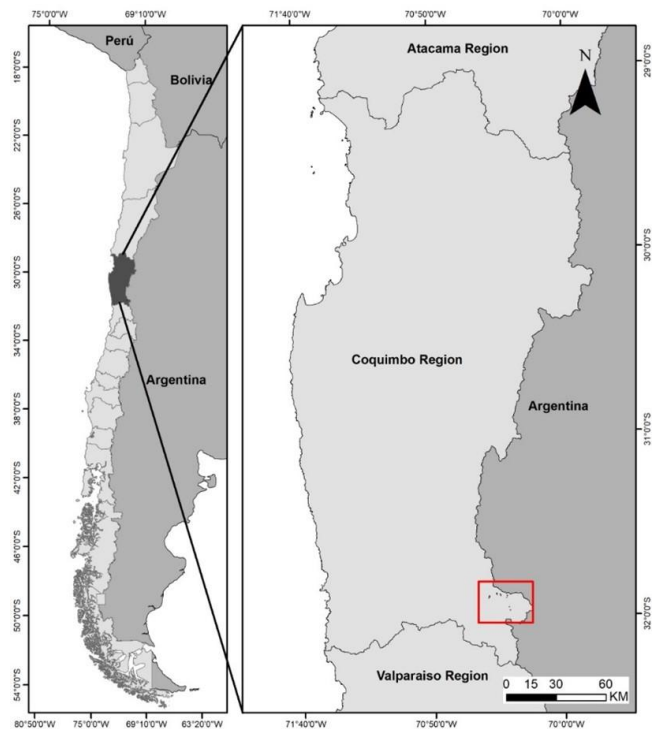 75°0'0"W
69°10'0"W
71°40'0"W
70°50'0"W
70°0'0"W
Perú
Bolivia
Argentina
18°0'0"S
22°0'0"S
26°0'0"S
30°0'0"S
34°0'0"S
38°0'0"S
42°0'0"S
46°0'0"S
50°0'0"S
54°0'0"S
80°50'0"W
75°0'0"W
69°10'0"W
63°20'0"W
Atacama Region
N
Coquimbo Region
Argentina
Valparaiso Region
0 15 30 60
KM
29°0'0"S
30°0'0"S
31°0'0"S
32°0'0"S
71°40'0"W
70°50'0"W
70°0'0"W